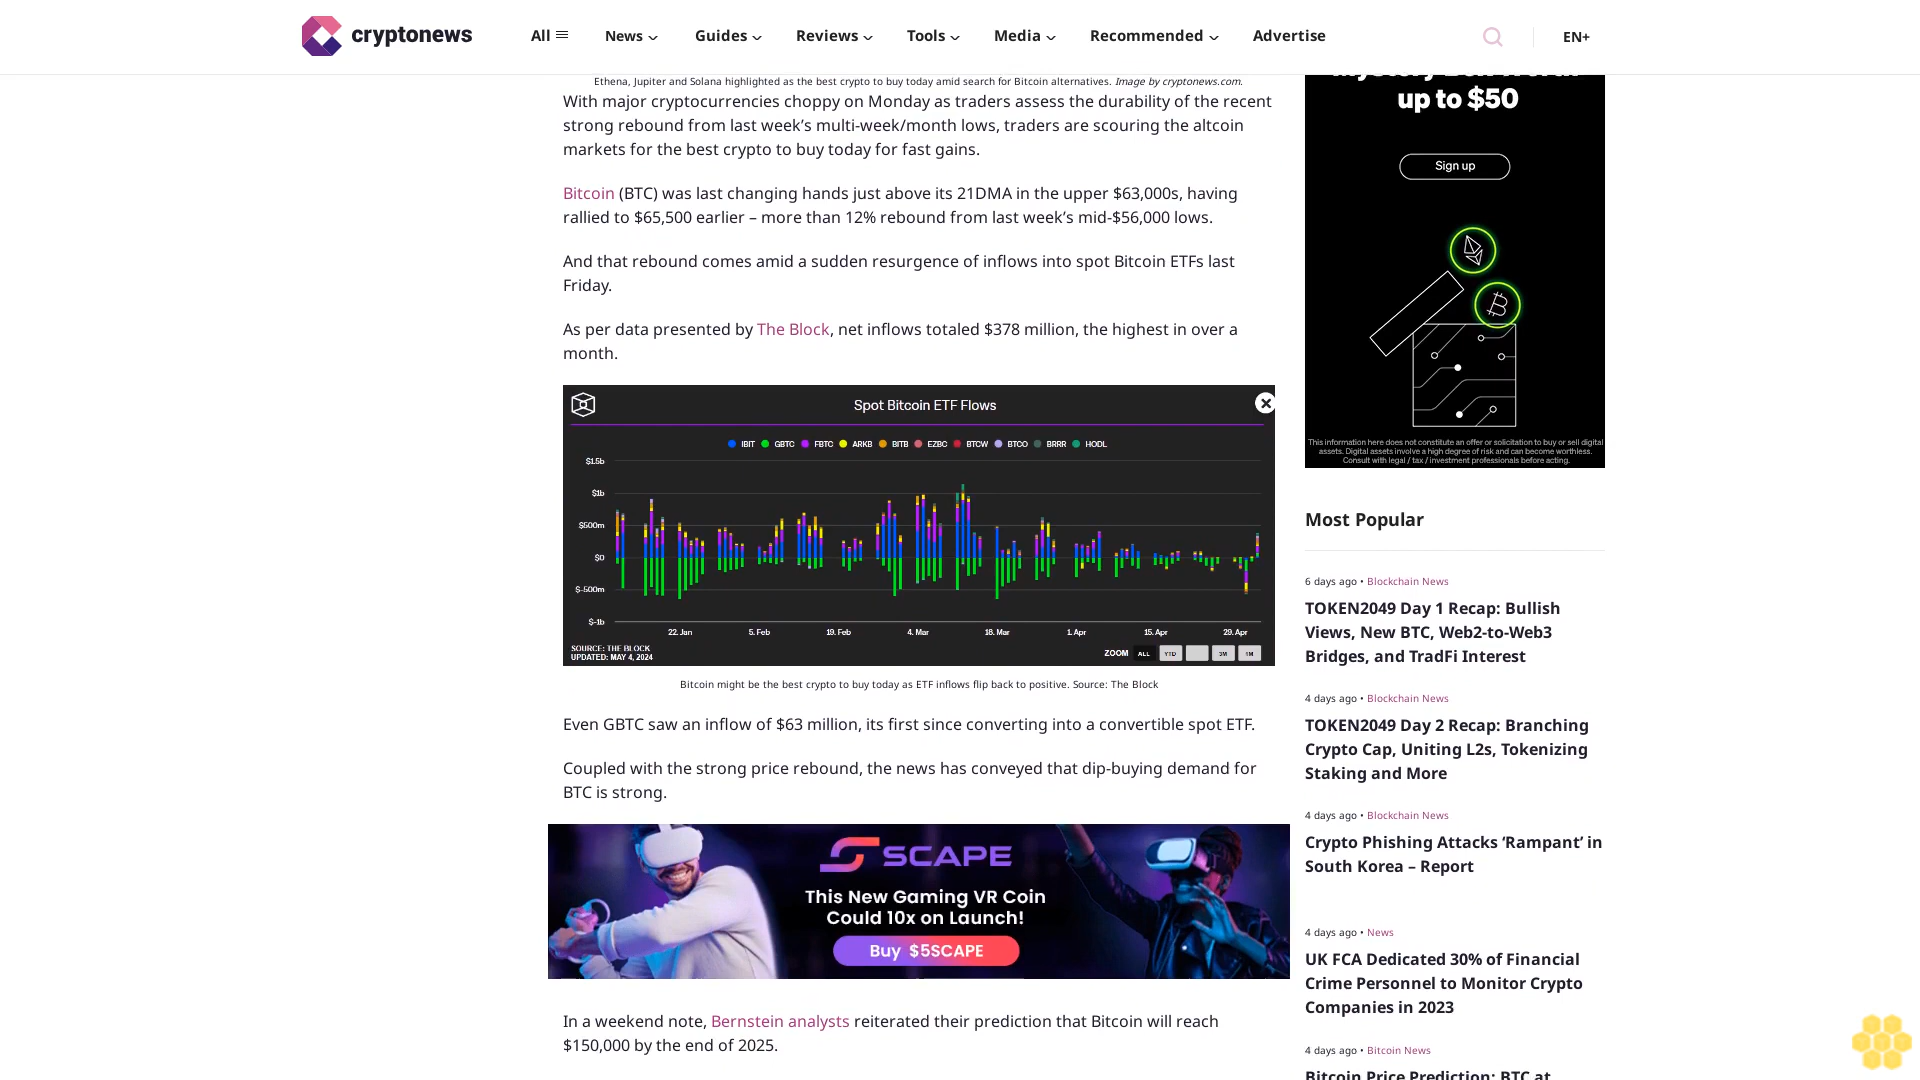 cryptonews
All
News
Guides
Reviews
Tools
Media
Recommended
Advertise
EN+
Ethena, Jupiter and Solana highlighted as the best crypto to buy today amid search for Bitcoin alternatives. Image by cryptonews.com.
With major cryptocurrencies choppy on Monday as traders assess the durability of the recent
strong rebound from last week’s multi-week/month lows, traders are scouring the altcoin
markets for the best crypto to buy today for fast gains.
Bitcoin (BTC) was last changing hands just above its 21DMA in the upper $63,000s, having
rallied to $65,500 earlier – more than 12% rebound from last week’s mid-$56,000 lows.
And that rebound comes amid a sudden resurgence of inflows into spot Bitcoin ETFs last
Friday.
As per data presented by The Block, net inflows totaled $378 million, the highest in over a
month.
Spot Bitcoin ETF Flows
IBIT GBTC FBTC ARKB BITB EZBC BTCW BTCO BRRR HODL
$1.5b
$1b
$500m
$0
$-500m
$-1b
22. Jan 5. Feb 19. Feb 4. Mar 18. Mar 1. Apr 15. Apr 29. Apr
SOURCE: THE BLOCK
UPDATED: MAY 4, 2024
ZOOM ALL YTD 3M 1M
Bitcoin might be the best crypto to buy today as ETF inflows flip back to positive. Source: The Block
Even GBTC saw an inflow of $63 million, its first since converting into a convertible spot ETF.
Coupled with the strong price rebound, the news has conveyed that dip-buying demand for
BTC is strong.
SCAPE
This New Gaming VR Coin
Could 10x on Launch!
Buy $5SCAPE
In a weekend note, Bernstein analysts reiterated their prediction that Bitcoin will reach
$150,000 by the end of 2025.
up to $50
Sign up
This information here does not constitute an offer or solicitation to buy or sell digital
assets. Digital assets involve a high degree of risk and can become worthless.
Consult with legal / tax / investment professionals before acting.
Most Popular
6 days ago • Blockchain News
TOKEN2049 Day 1 Recap: Bullish
Views, New BTC, Web2-to-Web3
Bridges, and TradFi Interest
4 days ago • Blockchain News
TOKEN2049 Day 2 Recap: Branching
Crypto Cap, Uniting L2s, Tokenizing
Staking and More
4 days ago • Blockchain News
Crypto Phishing Attacks ‘Rampant’ in
South Korea – Report
4 days ago • News
UK FCA Dedicated 30% of Financial
Crime Personnel to Monitor Crypto
Companies in 2023
4 days ago • Bitcoin News
Bitcoin Price Prediction: BTC at